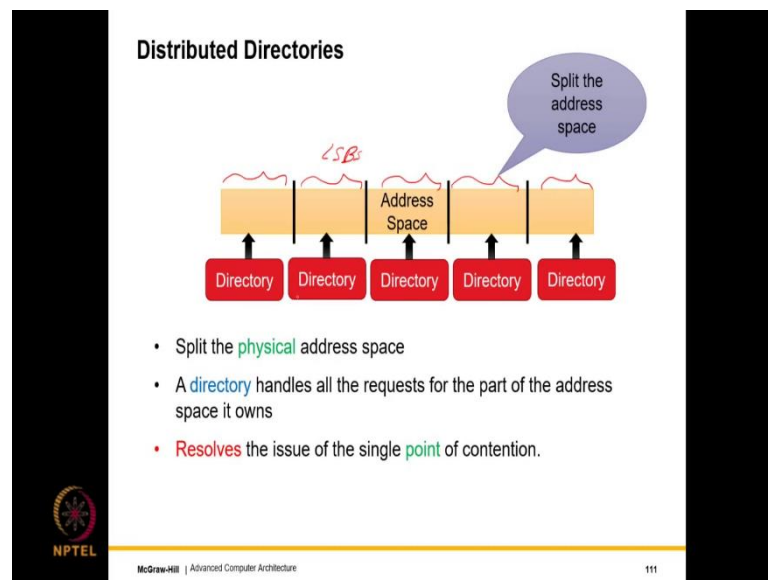 Distributed Directories
Split the
address
space
LSBs
Address
Space
Directory Directory Directory Directory Directory
• Split the physical address space
• A directory handles all the requests for the part of the address
space it owns
• Resolves the issue of the single point of contention.
NPTEL
McGraw-Hill | Advanced Computer Architecture 111